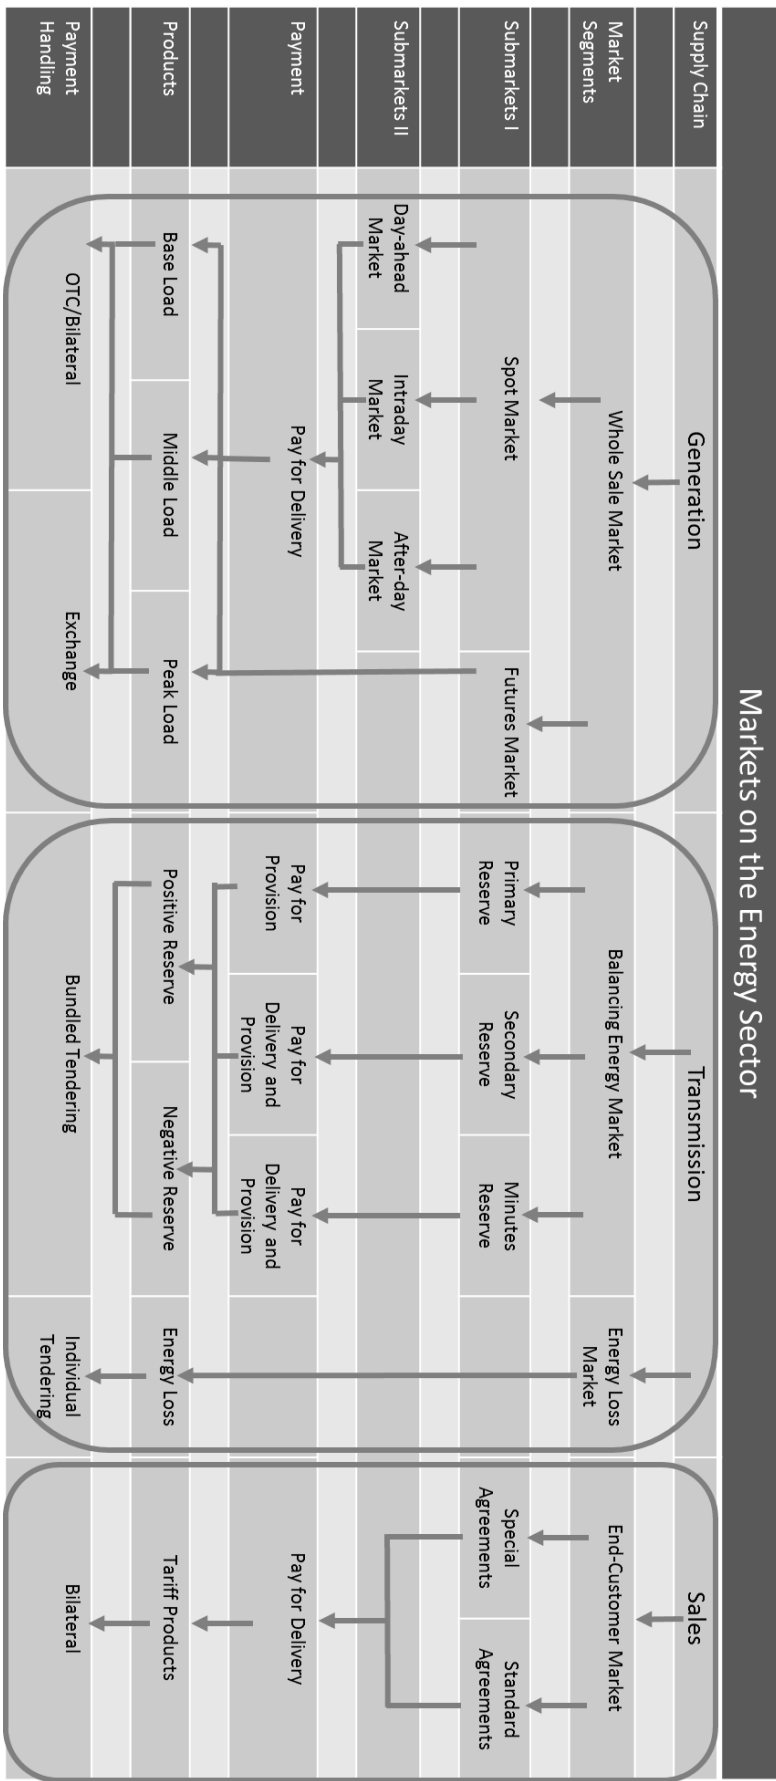 Markets on the Energy Sector
Supply Chain
Generation
Transmission
Sales
Market
Segments
Whole Sale Market
Balancing Energy Market
Energy Loss
Market
End-Customer Market
Submarkets I
Spot Market
Futures Market
Primary
Reserve
Secondary
Reserve
Minutes
Reserve
Special
Agreements
Standard
Agreements
Submarkets II
Day-ahead
Market
Intraday
Market
After-day
Market
Payment
Pay for Delivery
Pay for
Provision
Pay for
Delivery and
Provision
Pay for
Delivery and
Provision
Pay for Delivery
Products
Base Load
Middle Load
Peak Load
Positive Reserve
Negative Reserve
Energy Loss
Tariff Products
Payment
Handling
OTC/Bilateral
Exchange
Bundled Tendering
Individual
Tendering
Bilateral